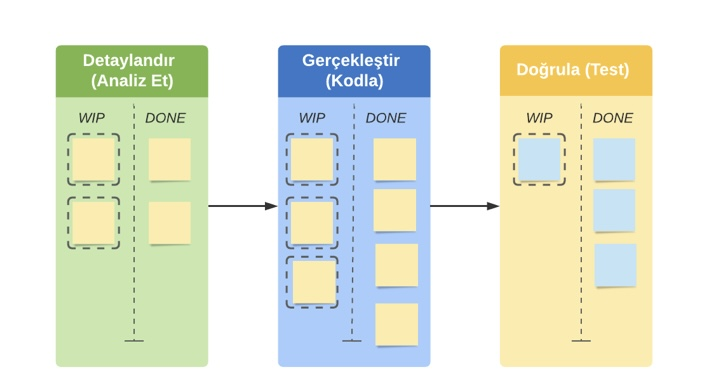 Detaylandır
(Analiz Et)
WIP
DONE
Gerçekleştir
(Kodla)
WIP
DONE
Doğrula (Test)
WIP
DONE